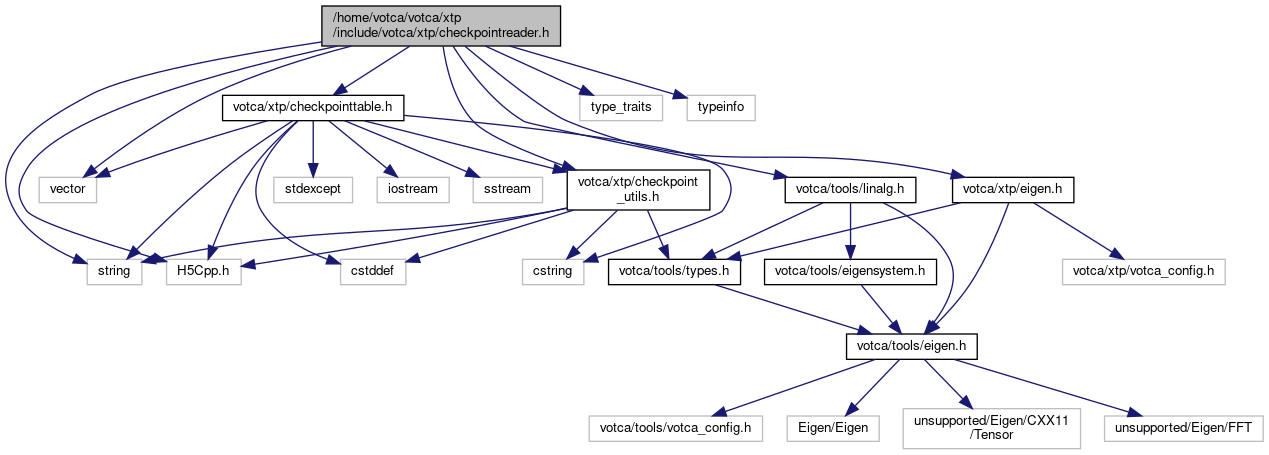 /home/votca/votca/xtp
/include/votca/xtp/checkpointreader.h
votca/xtp/checkpointtable.h
type_traits
typeinfo
vector
stdexcept
iostream
sstream
votca/xtp/checkpoint
_utils.h
votca/tools/linalg.h
votca/xtp/eigen.h
string
H5Cpp.h
cstddef
cstring
votca/tools/types.h
votca/tools/eigensystem.h
votca/xtp/votca_config.h
votca/tools/eigen.h
votca/tools/votca_config.h
Eigen/Eigen
unsupported/Eigen/CXX11
/Tensor
unsupported/Eigen/FFT